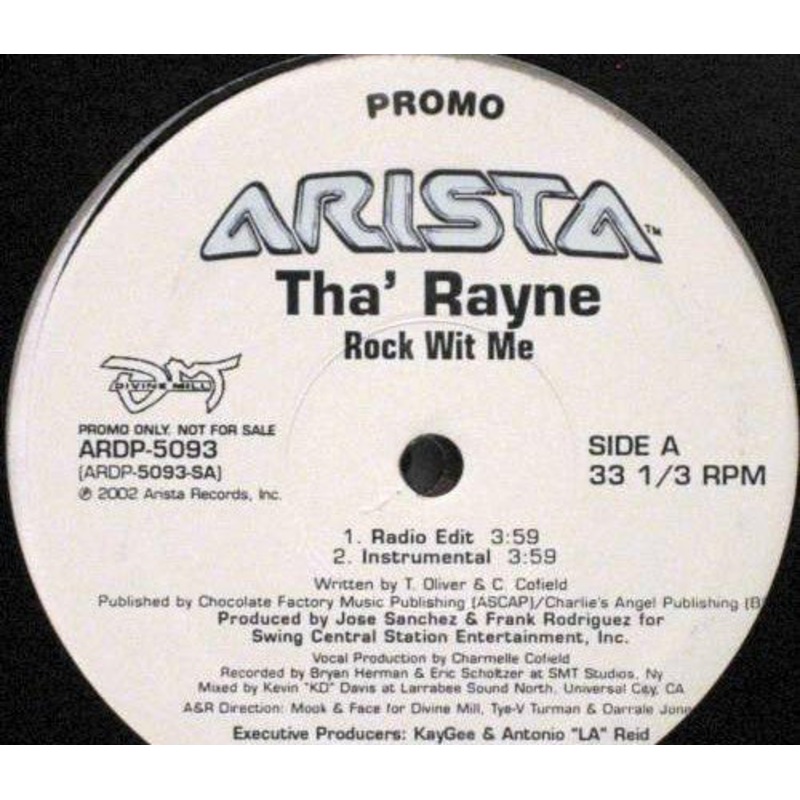 PROMO
ARISTA™
Tha' Rayne
Rock Wit Me
DMT
DIVINE MILL
PROMO ONLY. NOT FOR SALE
ARDP-5093
(ARDP-5093-SA)
℗ 2002 Arista Records, Inc.
SIDE A
33 1/3 RPM
1. Radio Edit 3:59
2. Instrumental 3:59
Written by T. Oliver & C. Cofield
Published by Chocolate Factory Music Publishing (ASCAP)/Charlie's Angel Publishing (B
Produced by Jose Sanchez & Frank Rodriguez for
Swing Central Station Entertainment, Inc.
Vocal Production by Charmelle Cofield
Recorded by Bryan Herman & Eric Scholtzer at SMT Studios, Ny
Mixed by Kevin "KD" Davis at Larrabee Sound North, Universal City, CA
A&R Direction: Mook & Face for Divine Mill, Tye-V Turman & Darrale Jone
Executive Producers: KayGee & Antonio "LA" Reid